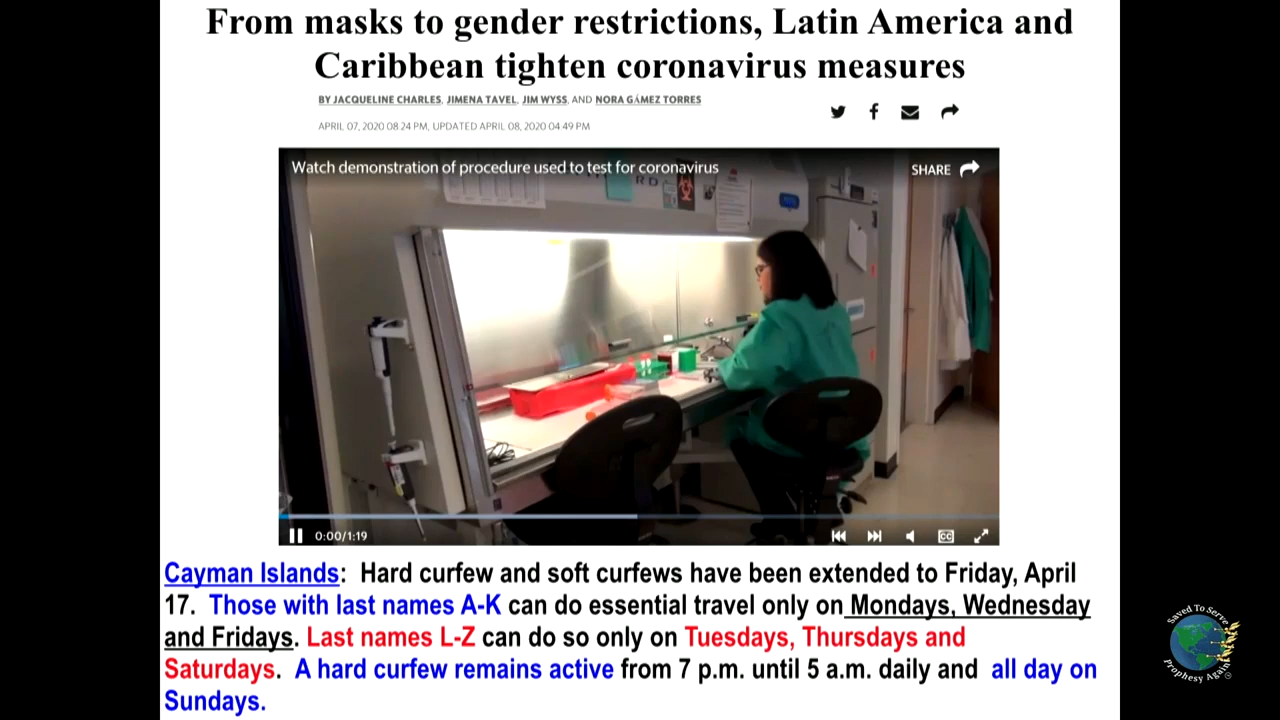 From masks to gender restrictions, Latin America and
Caribbean tighten coronavirus measures
BY JACQUELINE CHARLES, JIMENA TAVEL, JIM WYSS, AND NORA GÁMEZ TORRES
APRIL 07, 2020 08:24 PM, UPDATED APRIL 08, 2020 04:49 PM
Watch demonstration of procedure used to test for coronavirus
SHARE
0:00/1:19
CC
Cayman Islands: Hard curfew and soft curfews have been extended to Friday, April
17. Those with last names A-K can do essential travel only on Mondays, Wednesday
and Fridays. Last names L-Z can do so only on Tuesdays, Thursdays and
Saturdays. A hard curfew remains active from 7 p.m. until 5 a.m. daily and all day on
Sundays.
Saved To Serve
Prophesy Again